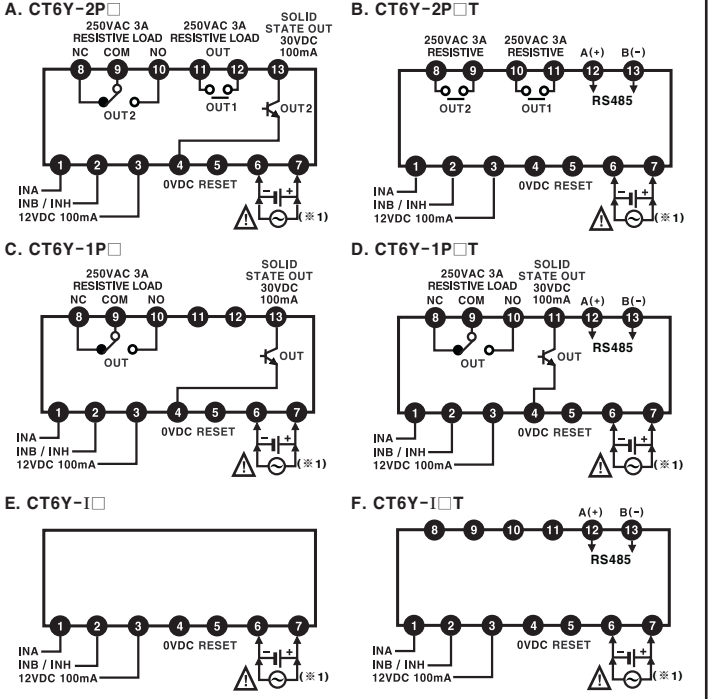 A. CT6Y-2P□
250VAC 3A
RESISTIVE LOAD
NC COM NO
250VAC 3A
RESISTIVE LOAD
OUT
SOLID
STATE OUT
30VDC
100mA
8 9 10 11 12 13
OUT2
OUT1
OUT2
1 2 3 4 5 6 7
0VDC RESET
INA
INB / INH
12VDC 100mA
- +
! (※1)
B. CT6Y-2P□T
250VAC 3A
RESISTIVE
250VAC 3A
RESISTIVE
A(+) B(-)
8 9 10 11 12 13
OUT2
OUT1
RS485
1 2 3 4 5 6 7
0VDC RESET
INA
INB / INH
12VDC 100mA
- +
! (※1)
C. CT6Y-1P□
250VAC 3A
RESISTIVE LOAD
NC COM NO
SOLID
STATE OUT
30VDC
100mA
8 9 10 11 12 13
OUT
OUT
1 2 3 4 5 6 7
0VDC RESET
INA
INB / INH
12VDC 100mA
- +
! (※1)
D. CT6Y-1P□T
250VAC 3A
RESISTIVE LOAD
NC COM NO
SOLID
STATE OUT
30VDC
100mA
A(+) B(-)
8 9 10 11 12 13
OUT
OUT
RS485
1 2 3 4 5 6 7
0VDC RESET
INA
INB / INH
12VDC 100mA
- +
! (※1)
E. CT6Y-I□
1 2 3 4 5 6 7
0VDC RESET
INA
INB / INH
12VDC 100mA
- +
! (※1)
F. CT6Y-I□T
A(+) B(-)
8 9 10 11 12 13
RS485
1 2 3 4 5 6 7
0VDC RESET
INA
INB / INH
12VDC 100mA
- +
! (※1)